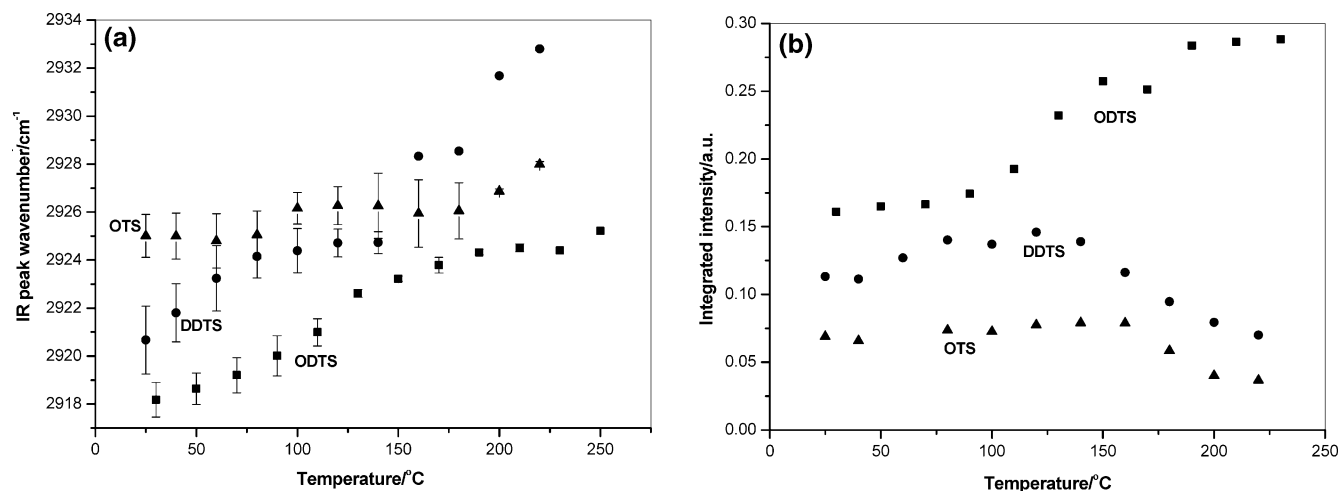 (a)
2934
2932
2930
2928
2926
2924
2922
2920
2918
IR peak wavenumber/cm⁻¹
OTS
DDTS
ODTS
0 50 100 150 200 250
Temperature/°C
(b)
0.30
0.25
0.20
0.15
0.10
0.05
0.00
Integrated intensity/a.u.
ODTS
DDTS
OTS
0 50 100 150 200 250
Temperature/°C